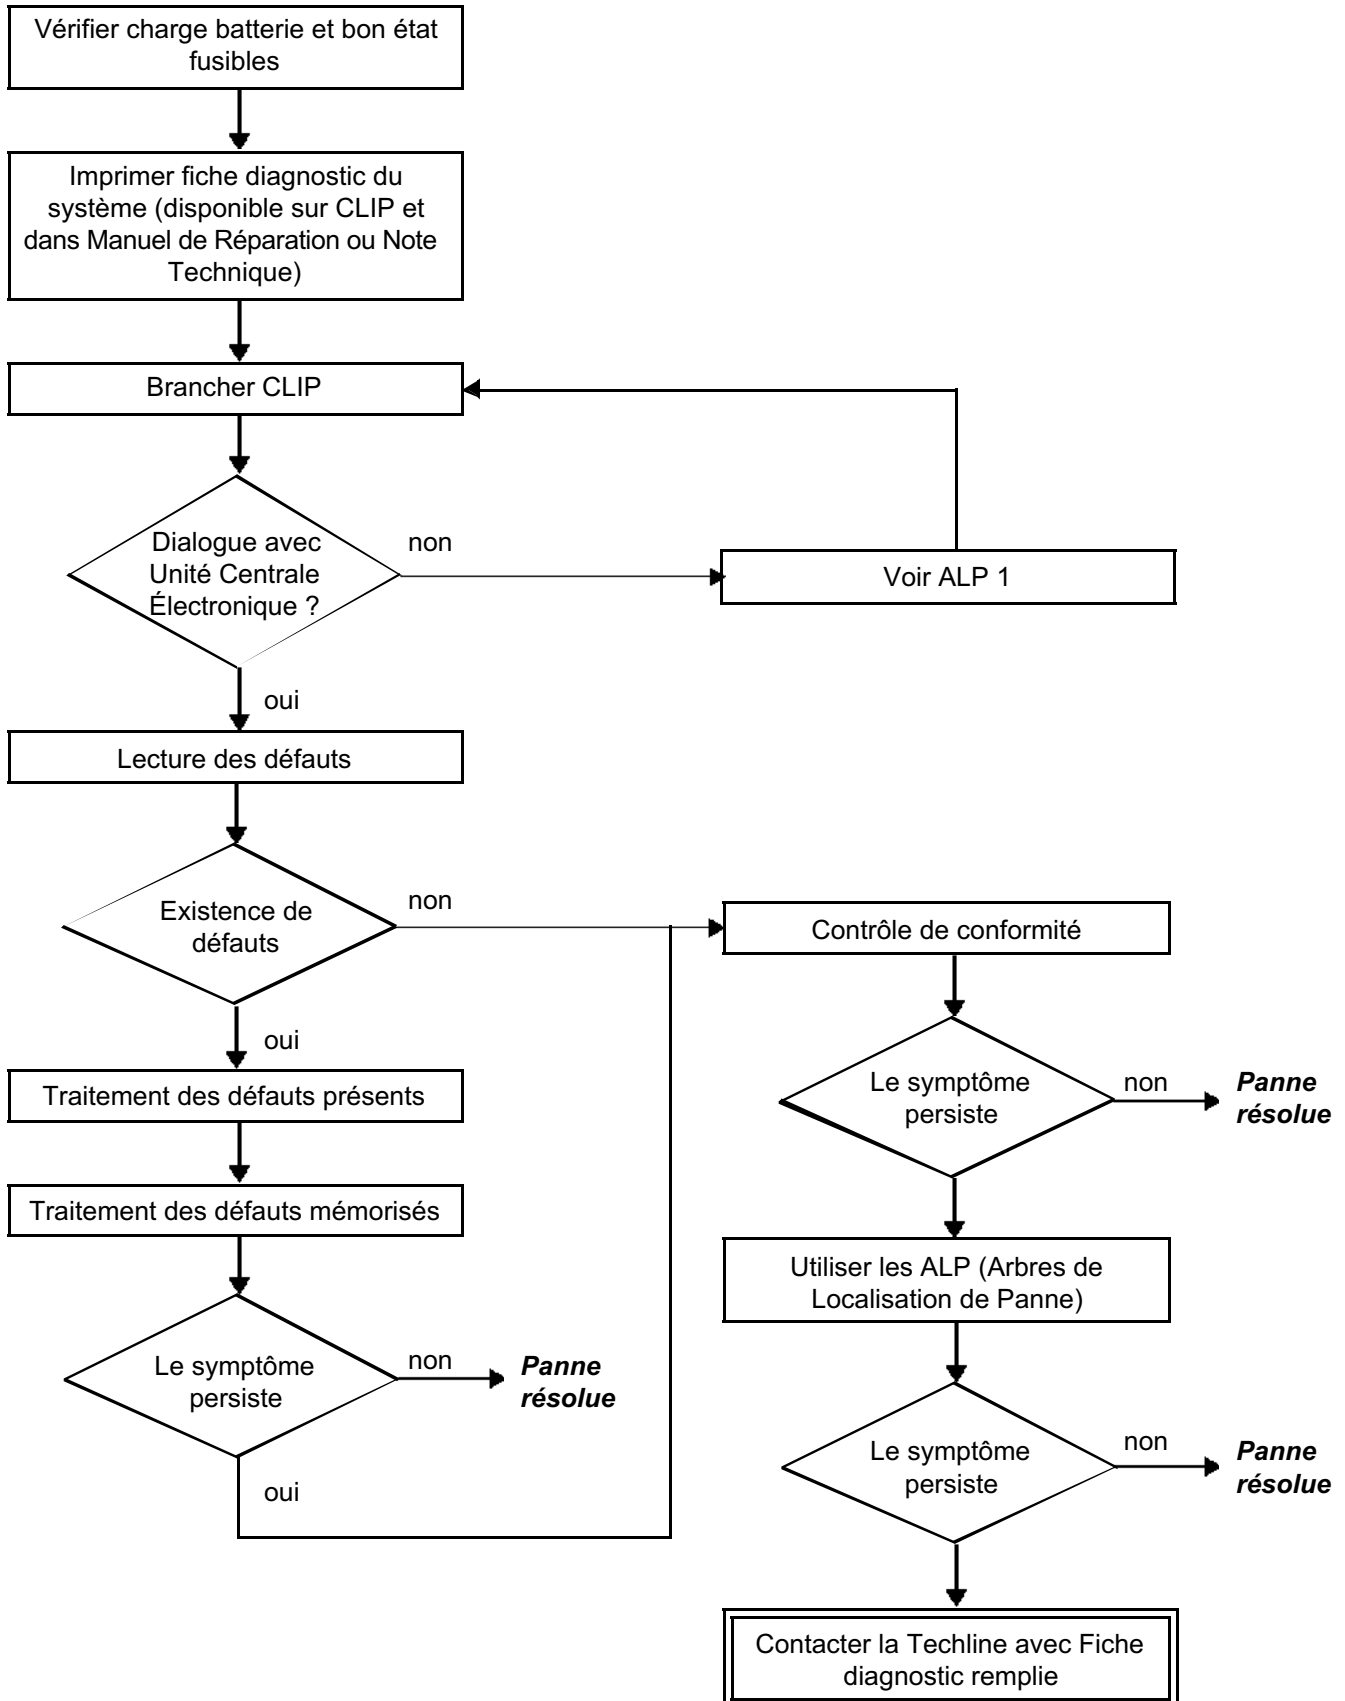 Vérifier charge batterie et bon état
fusibles
Imprimer fiche diagnostic du
système (disponible sur CLIP et
dans Manuel de Réparation ou Note
Technique)
Brancher CLIP
Dialogue avec
Unité Centrale
Électronique ?
non
Voir ALP 1
oui
Lecture des défauts
Existence de
défauts
non
oui
Traitement des défauts présents
Traitement des défauts mémorisés
Le symptôme
persiste
non
Panne
résolue
oui
Contrôle de conformité
Le symptôme
persiste
non
Panne
résolue
Utiliser les ALP (Arbres de
Localisation de Panne)
Le symptôme
persiste
non
Panne
résolue
Contacter la Techline avec Fiche
diagnostic remplie